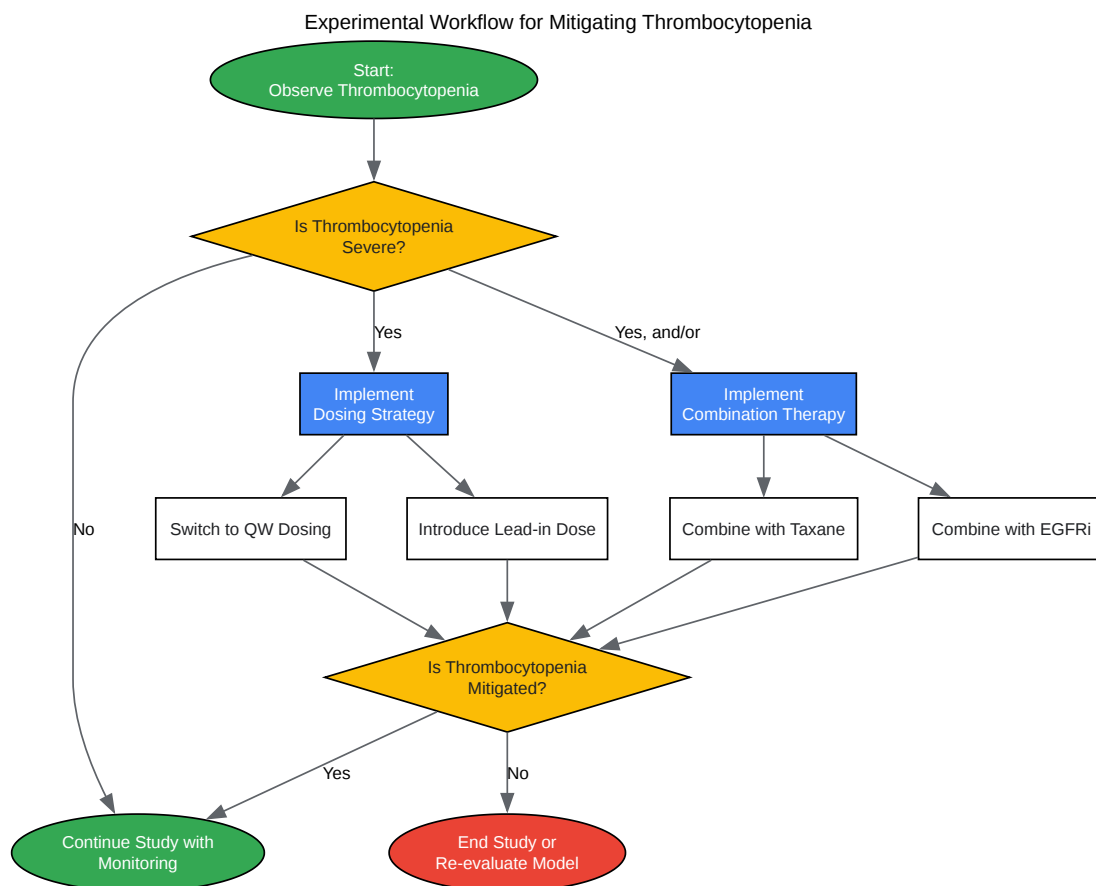 Experimental Workflow for Mitigating Thrombocytopenia
Start:
Observe Thrombocytopenia
Is Thrombocytopenia
Severe?
Yes
Yes, and/or
Implement
Dosing Strategy
Implement
Combination Therapy
No
Switch to QW Dosing
Introduce Lead-in Dose
Combine with Taxane
Combine with EGFRi
Is Thrombocytopenia
Mitigated?
Yes
No
Continue Study with
Monitoring
End Study or
Re-evaluate Model